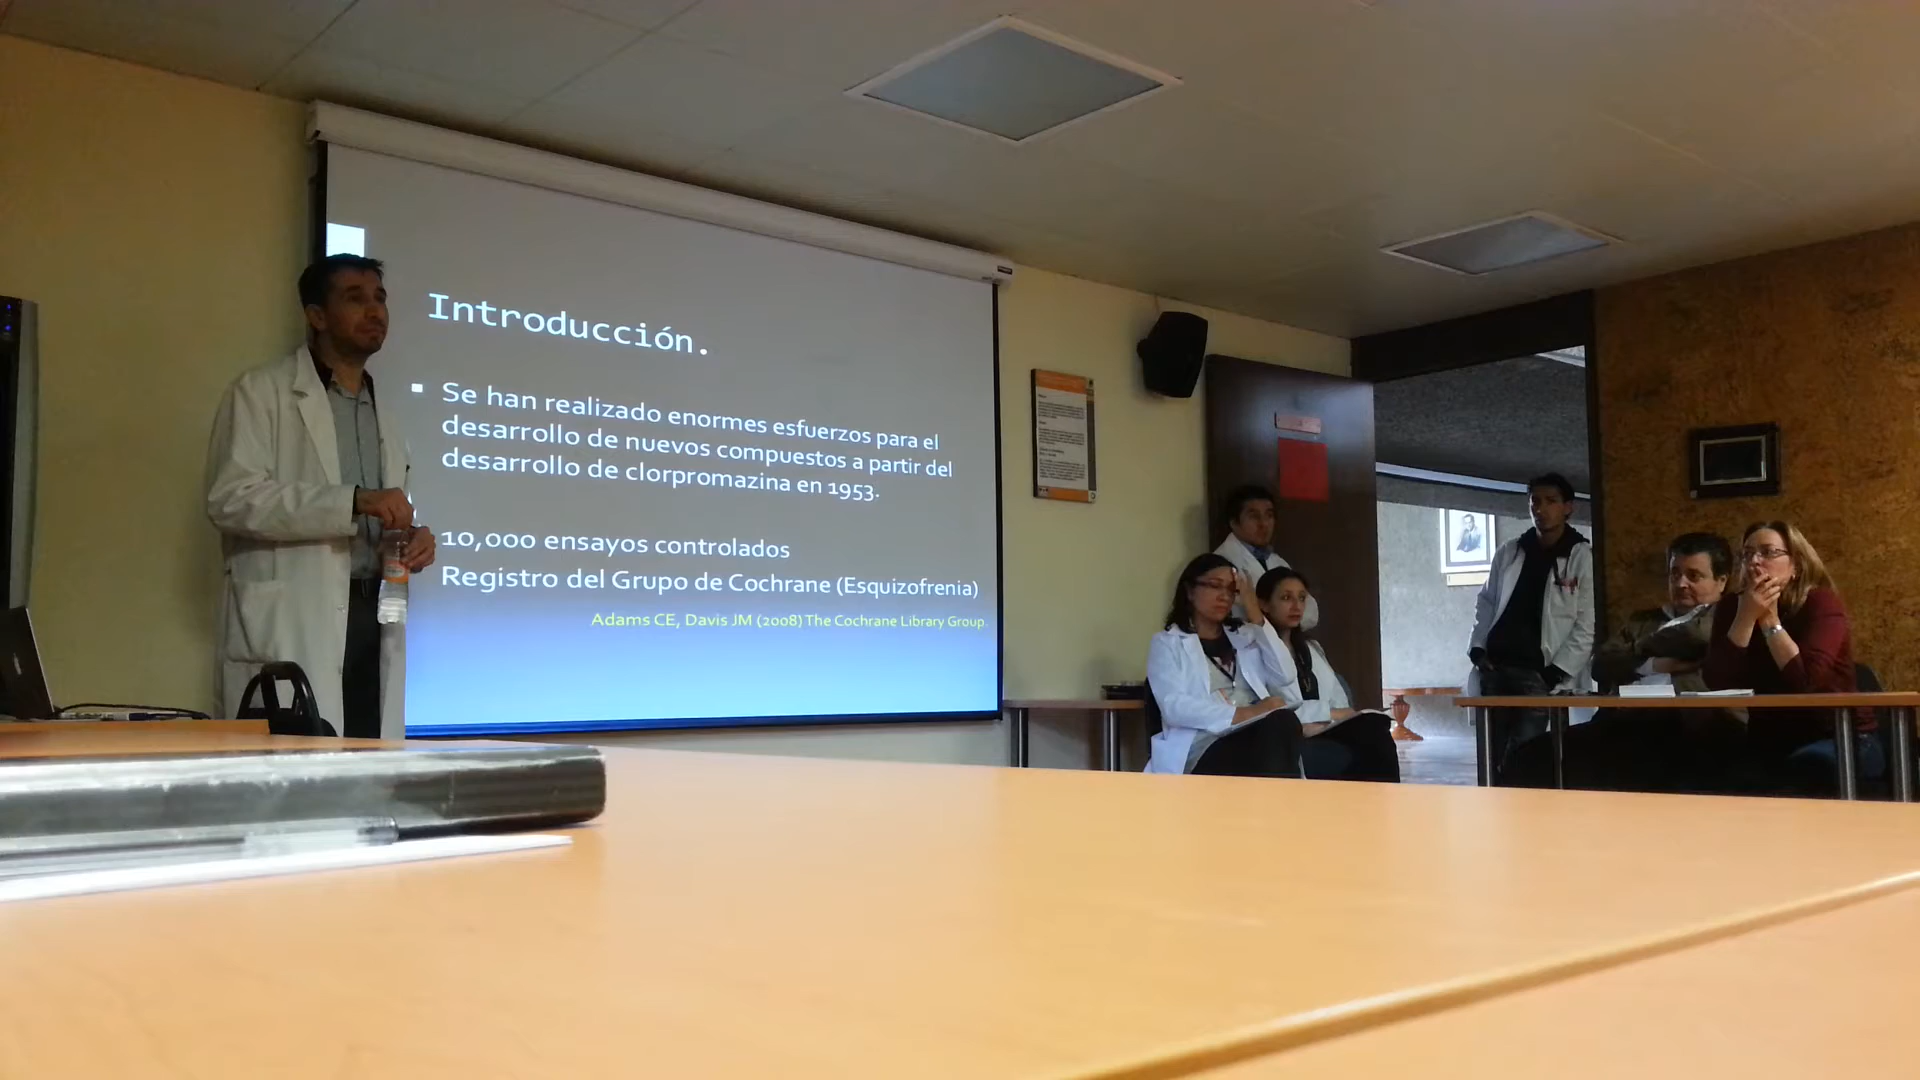 Introducción.
Se han realizado enormes esfuerzos para el
desarrollo de nuevos compuestos a partir del
desarrollo de clorpromazina en 1953.
10,000 ensayos controlados
Registro del Grupo de Cochrane (Esquizofrenia)
Adams CE, Davis JM (2008) The Cochrane Library Group.